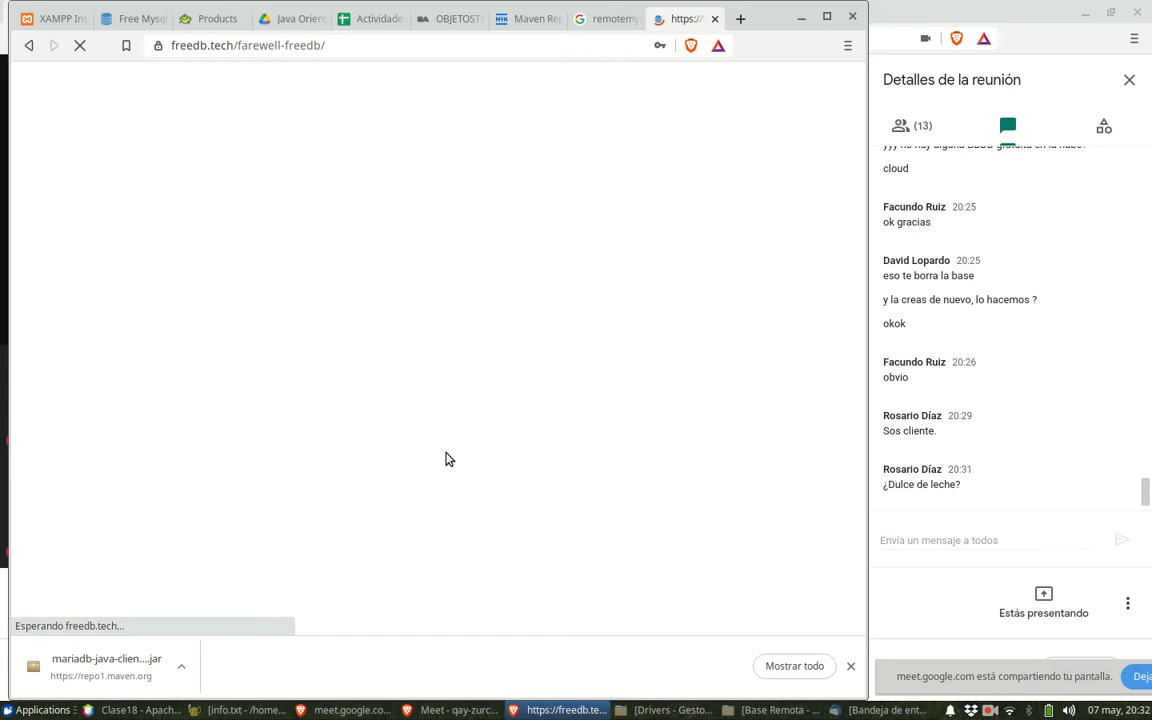 XAMPP Ins
Free Mysq
Products
Java Orien
Actividade
OBJETOST
Maven Rep
remotemy
https://
freedb.tech/farewell-freedb/
Esperando freedb.tech...
mariadb-java-clien....jar
https://repo1.maven.org
Mostrar todo
Detalles de la reunión
(13)
cloud
Facundo Ruiz 20:25
ok gracias
David Lopardo 20:25
eso te borra la base
y la creas de nuevo, lo hacemos ?
okok
Facundo Ruiz 20:26
obvio
Rosario Díaz 20:29
Sos cliente.
Rosario Díaz 20:31
¿Dulce de leche?
Envía un mensaje a todos
Estás presentando
meet.google.com está compartiendo tu pantalla.
Deja
Applications
Clase18 - Apach...
[info.txt - /home...
meet.google.co...
Meet - qay-zurc...
https://freedb.te...
[Drivers - Gesto...
[Base Remota - ...
[Bandeja de ent...
07 may, 20:32